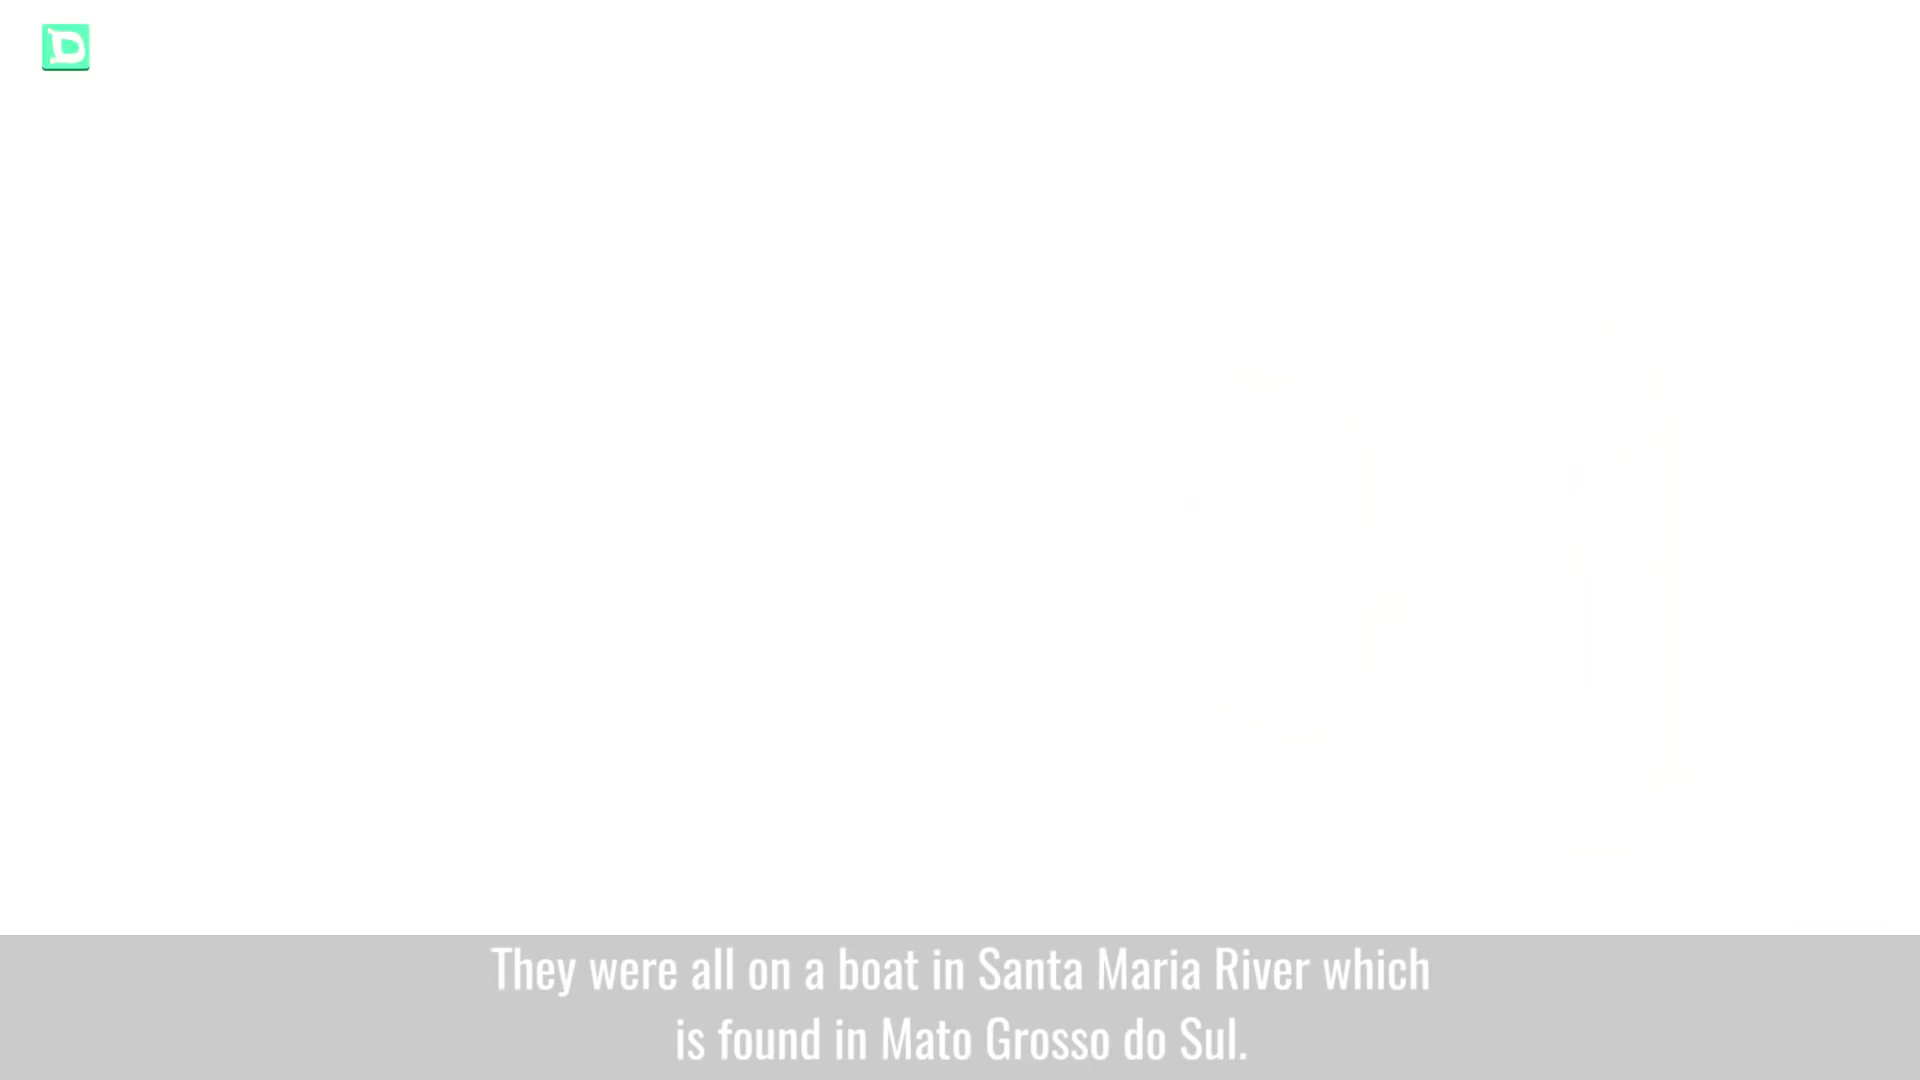 D
They were all on a boat in Santa Maria River which
is found in Mato Grosso do Sul.